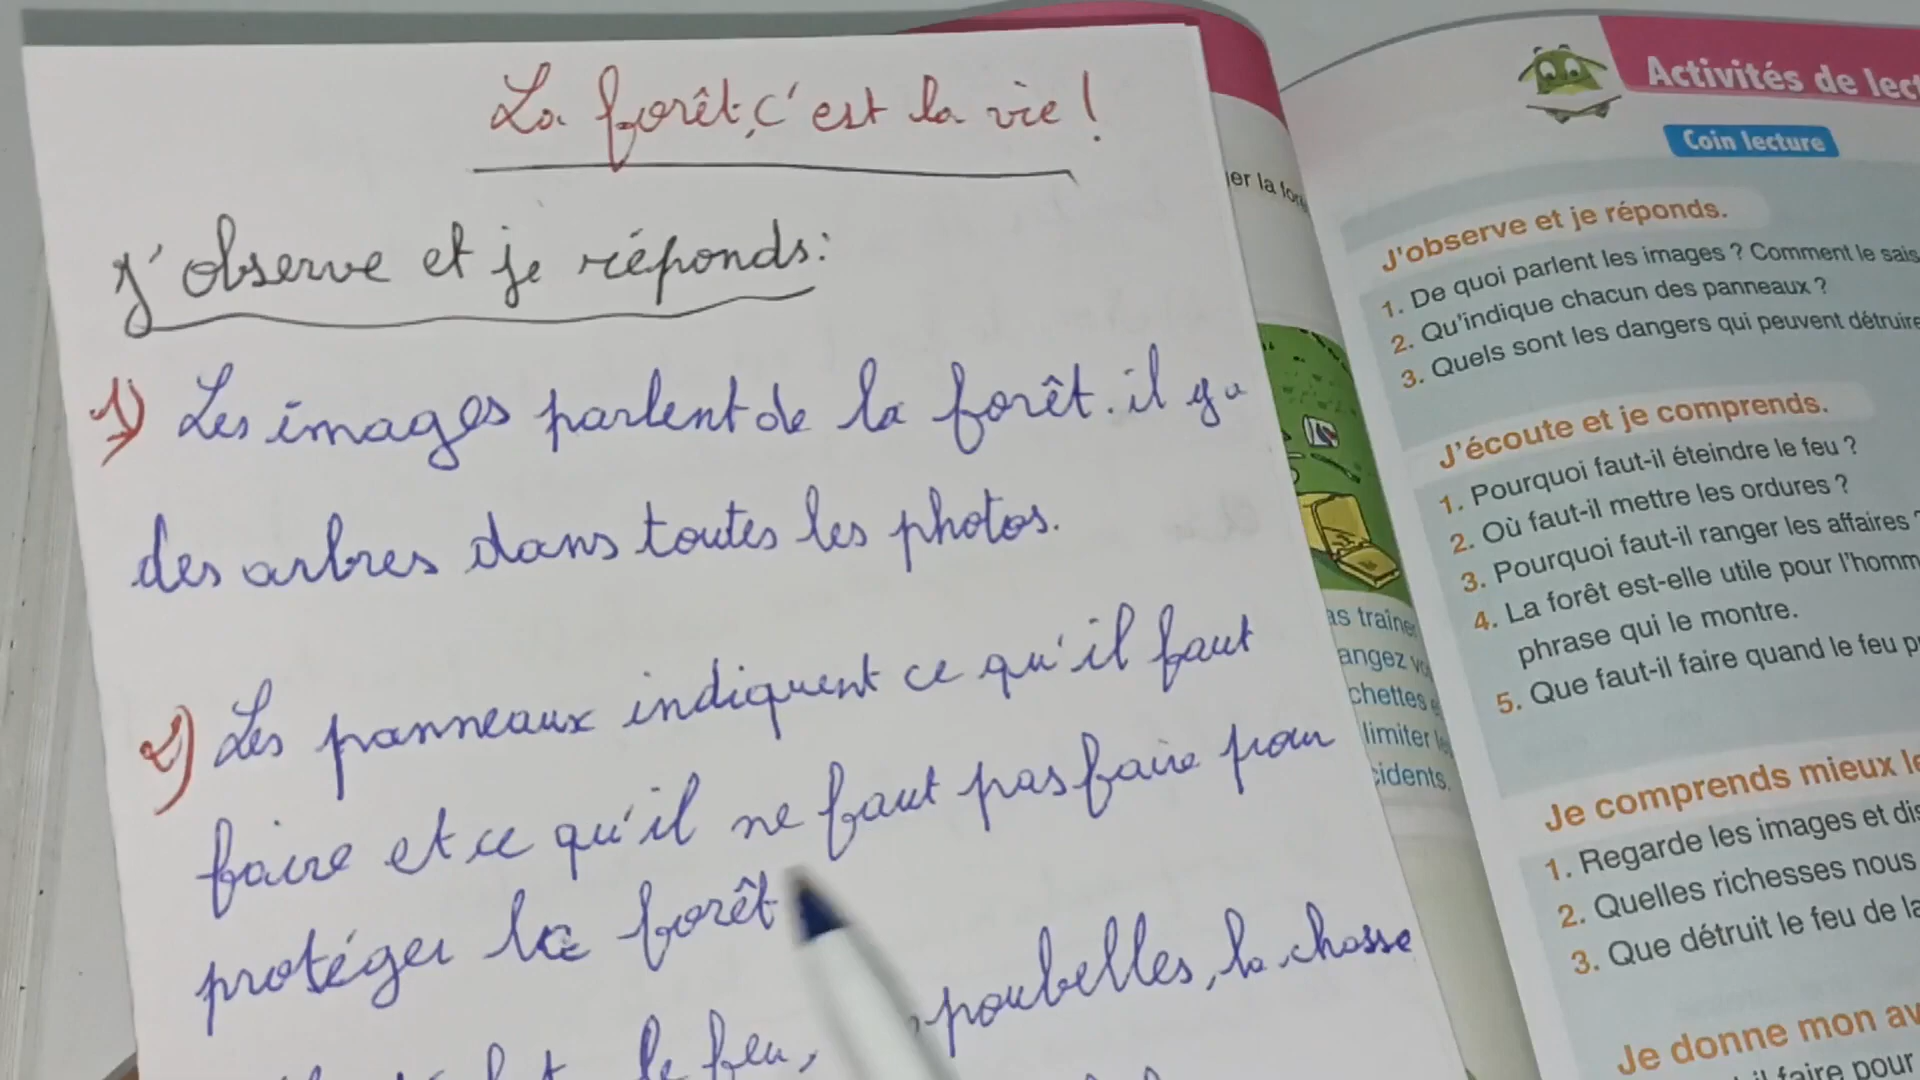 La forêt, c'est la vie !
J'observe et je réponds:
1) Les images parlent de la forêt. il y a
des arbres dans toutes les photos.
2) Les panneaux indiquent ce qu'il faut
faire et ce qu'il ne faut pas faire pour
protéger la forêt
le feu, poubelles, la chasse
la
as
angez
chettes
limiter
cidents.
Activités de
Coin lecture
J'observe et je réponds.
1. De quoi parlent les images ? Comment le
2. Qu'indique chacun des panneaux ?
3. Quels sont les dangers qui peuvent détruire
J'écoute et je comprends.
1. Pourquoi faut-il éteindre le feu ?
2. Où faut-il mettre les ordures ?
3. Pourquoi faut-il ranger les affaires ?
4. La forêt est-elle utile pour
phrase qui le montre.
5. Que faut-il faire quand le feu
Je comprends mieux
1. Regarde les images et
2. Quelles richesses nous
3. Que détruit le feu de
Je donne mon
faire pour